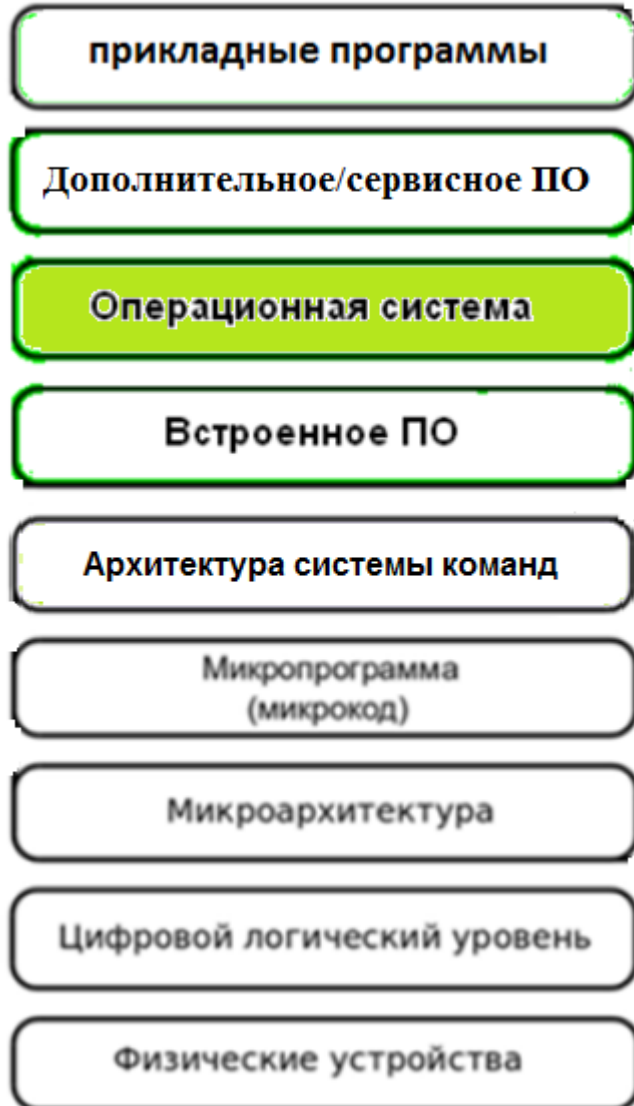 прикладные программы
Дополнительное/сервисное ПО
Операционная система
Встроенное ПО
Архитектура системы команд
Микропрограмма
(микрокод)
Микроархитектура
Цифровой логический уровень
Физические устройства